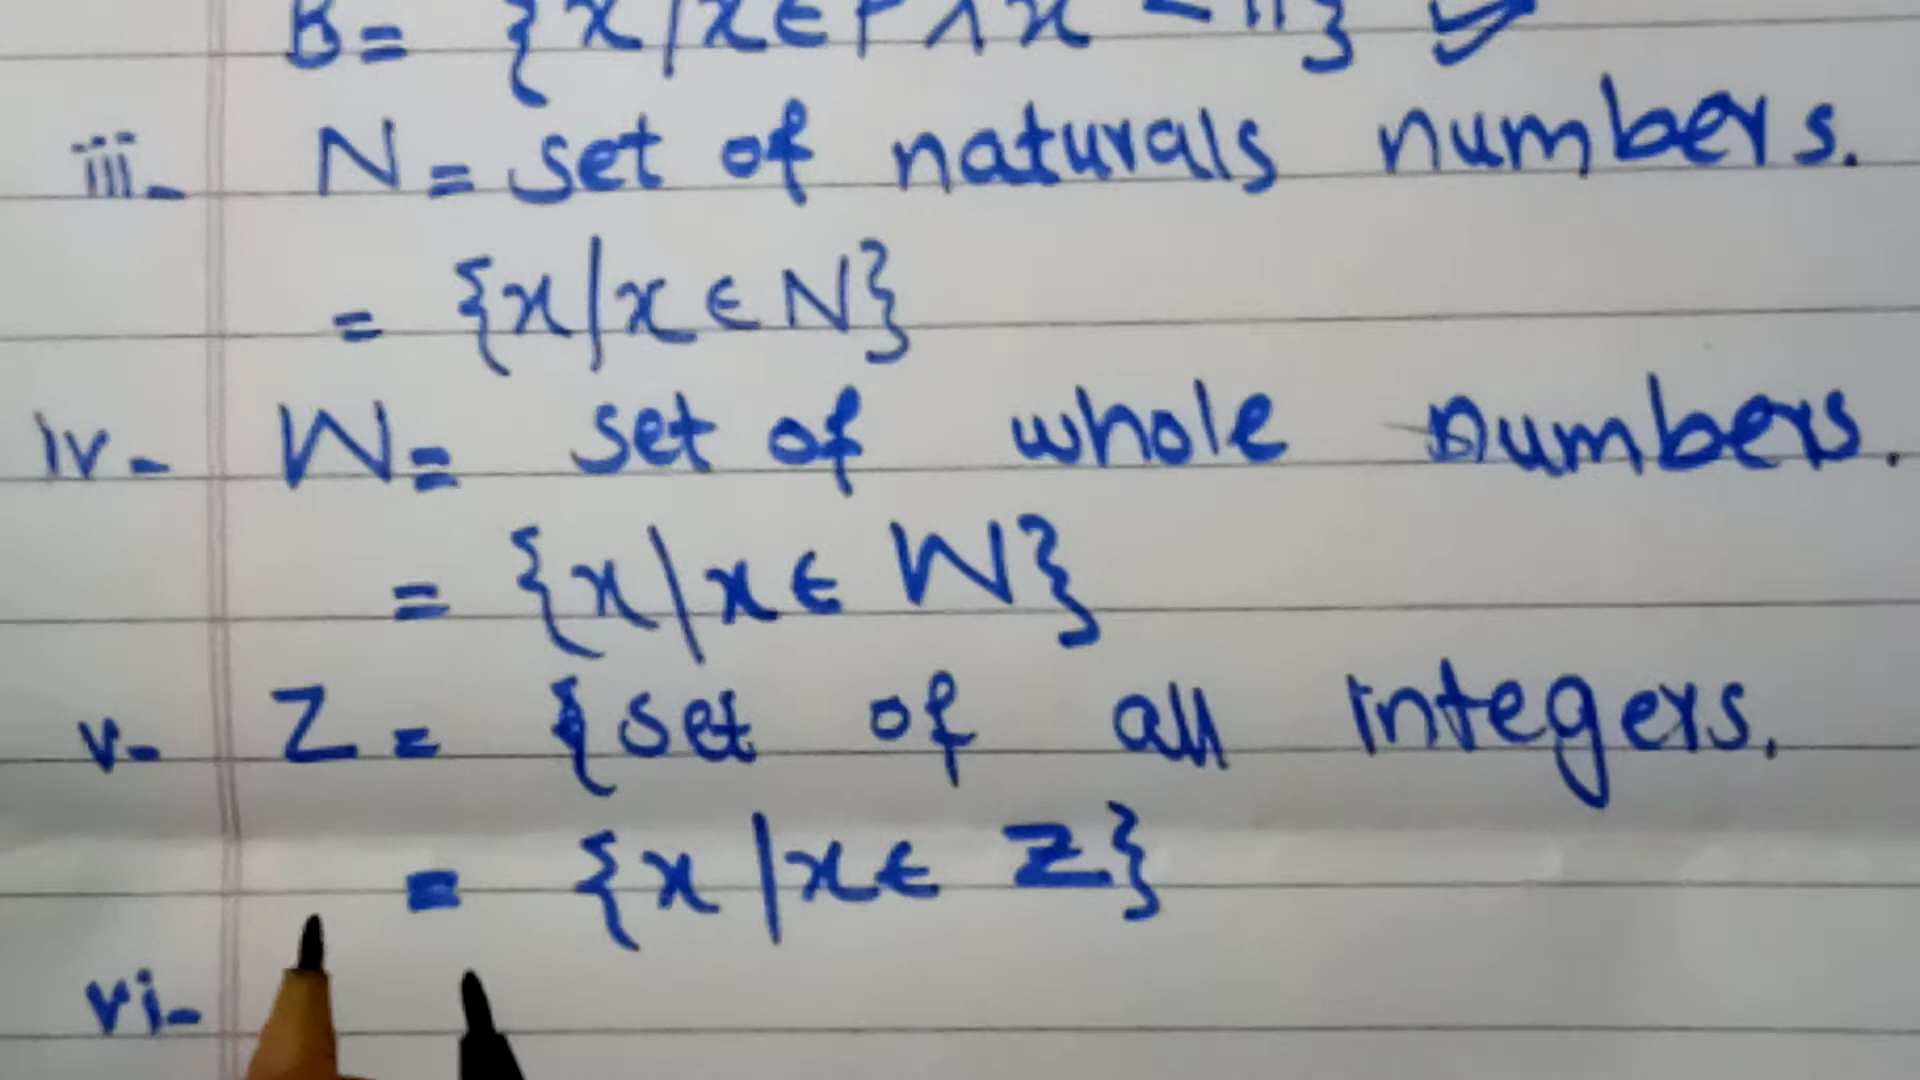 B= {x/x∈P∧x
iii- N= set of naturals numbers.
= {x/x∈N}
iv- W= set of whole numbers.
= {x\x∈ W}
v- Z= {set of all integers.
= {x/x∈ Z}
vi-